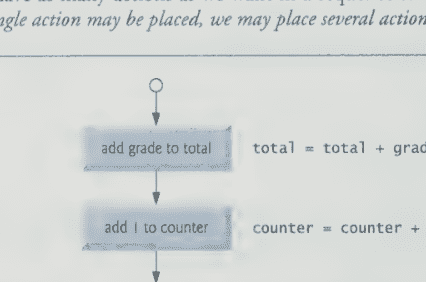 ngle action may be placed, we may place several action
add grade to total total = total + grad
add 1 to counter counter = counter +